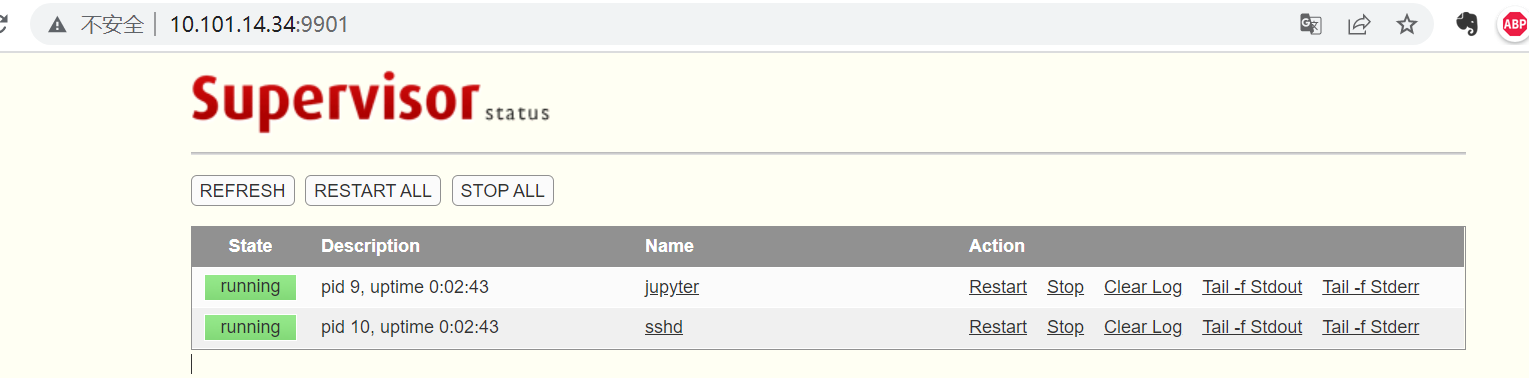 不安全 10.101.14.34:9901 ABP
Supervisor status
REFRESH RESTART ALL STOP ALL
State Description Name Action
running pid 9, uptime 0:02:43 jupyter Restart Stop Clear Log Tail -f Stdout Tail -f Stderr
running pid 10, uptime 0:02:43 sshd Restart Stop Clear Log Tail -f Stdout Tail -f Stderr